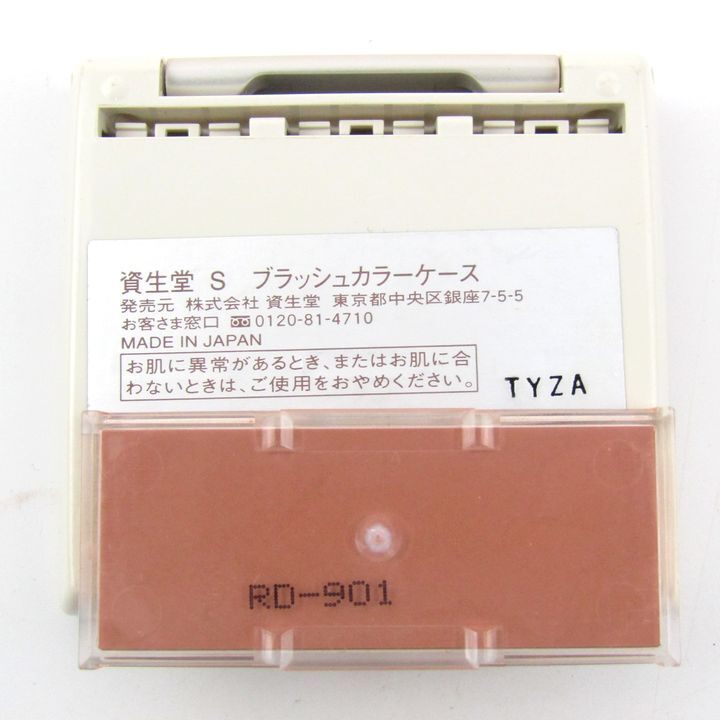 資生堂 S ブラッシュカラーケース
発売元 株式会社 資生堂 東京都中央区銀座7-5-5
お客さま窓口 0120-81-4710
MADE IN JAPAN
お肌に異常があるとき、またはお肌に合
わないときは、ご使用をおやめください。
TYZA
RD-901